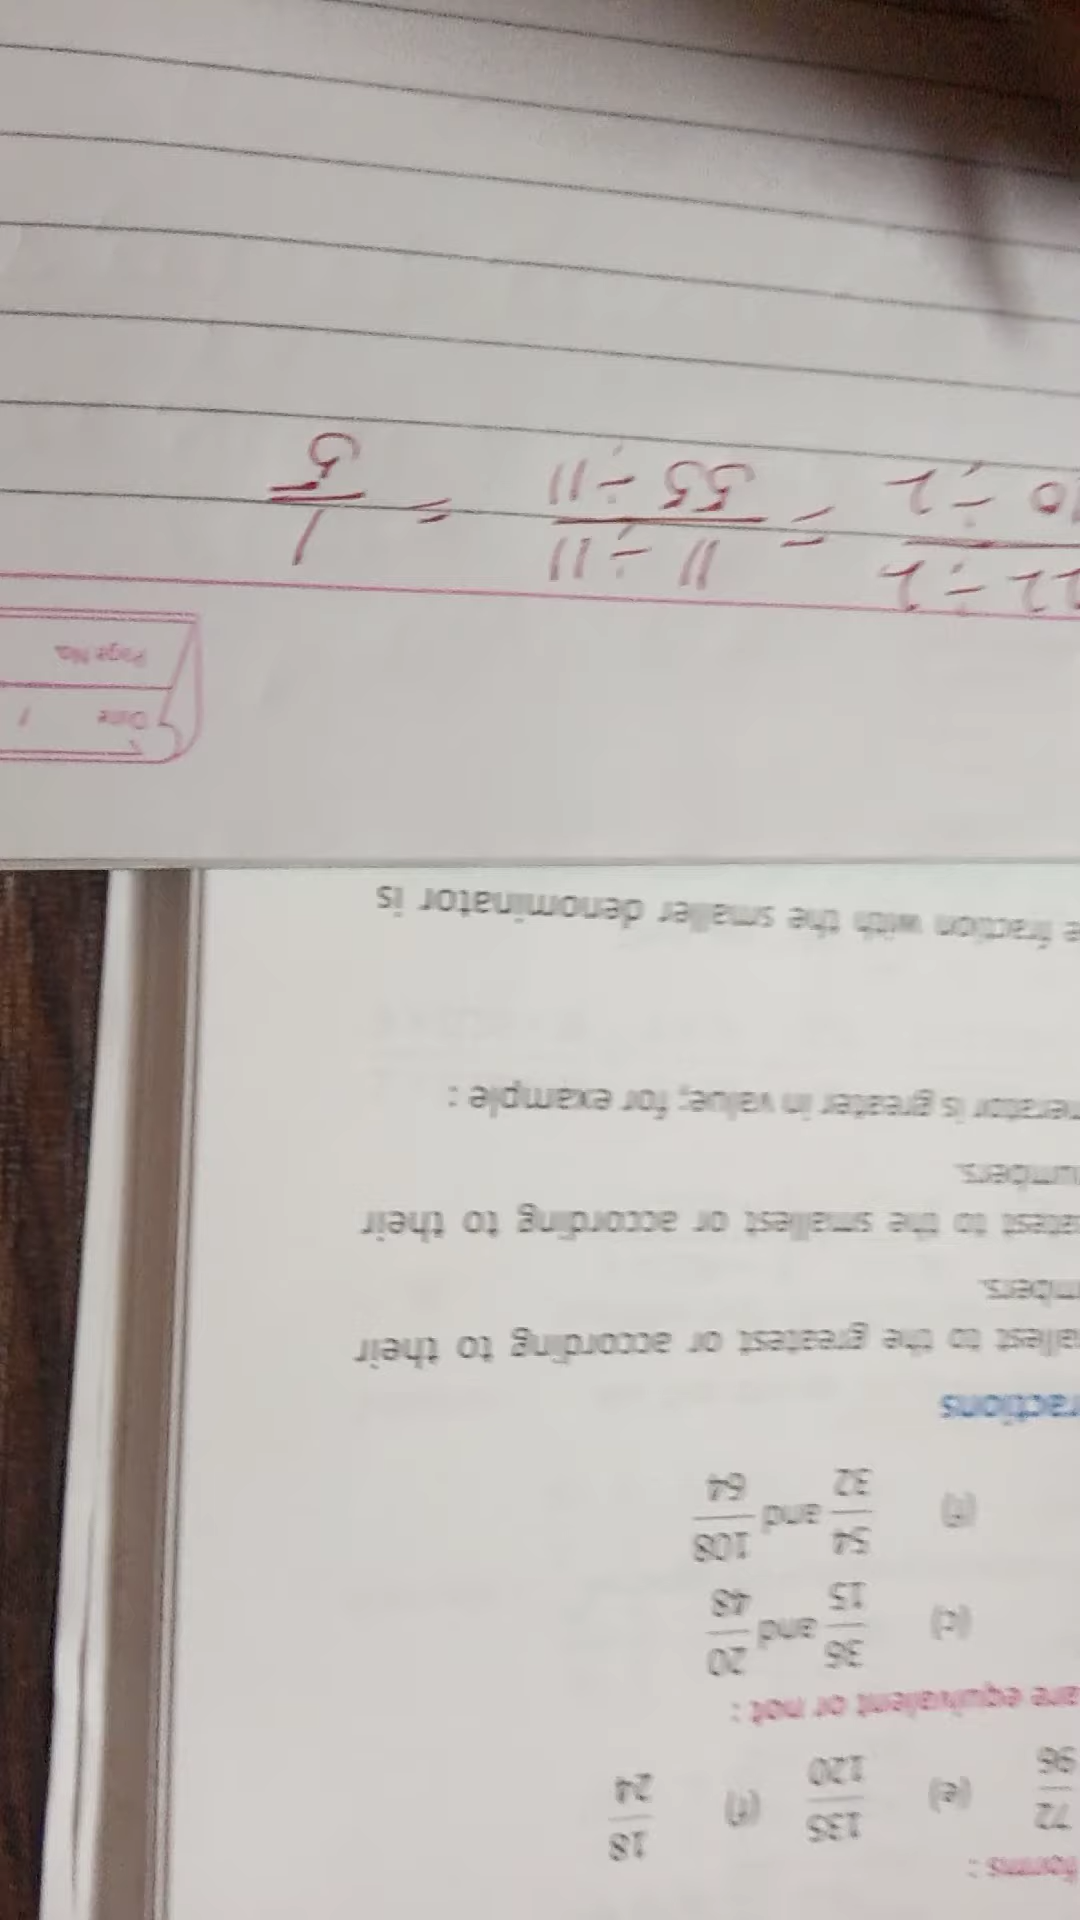 forms :
72/96 (e) 135/120 (f) 18/24
are equivalent or not :
(c) 36/15 and 20/48
(f) 54/32 and 108/64
ractions
allest to the greatest or according to their
mbers.
atest to the smallest or according to their
umbers.
nerator is greater in value; for example :
e fraction with the smaller denominator is
Date /
Page No.
22 ÷ 2 / 10 ÷ 2 = 11 ÷ 11 / 55 ÷ 11 = 1/5